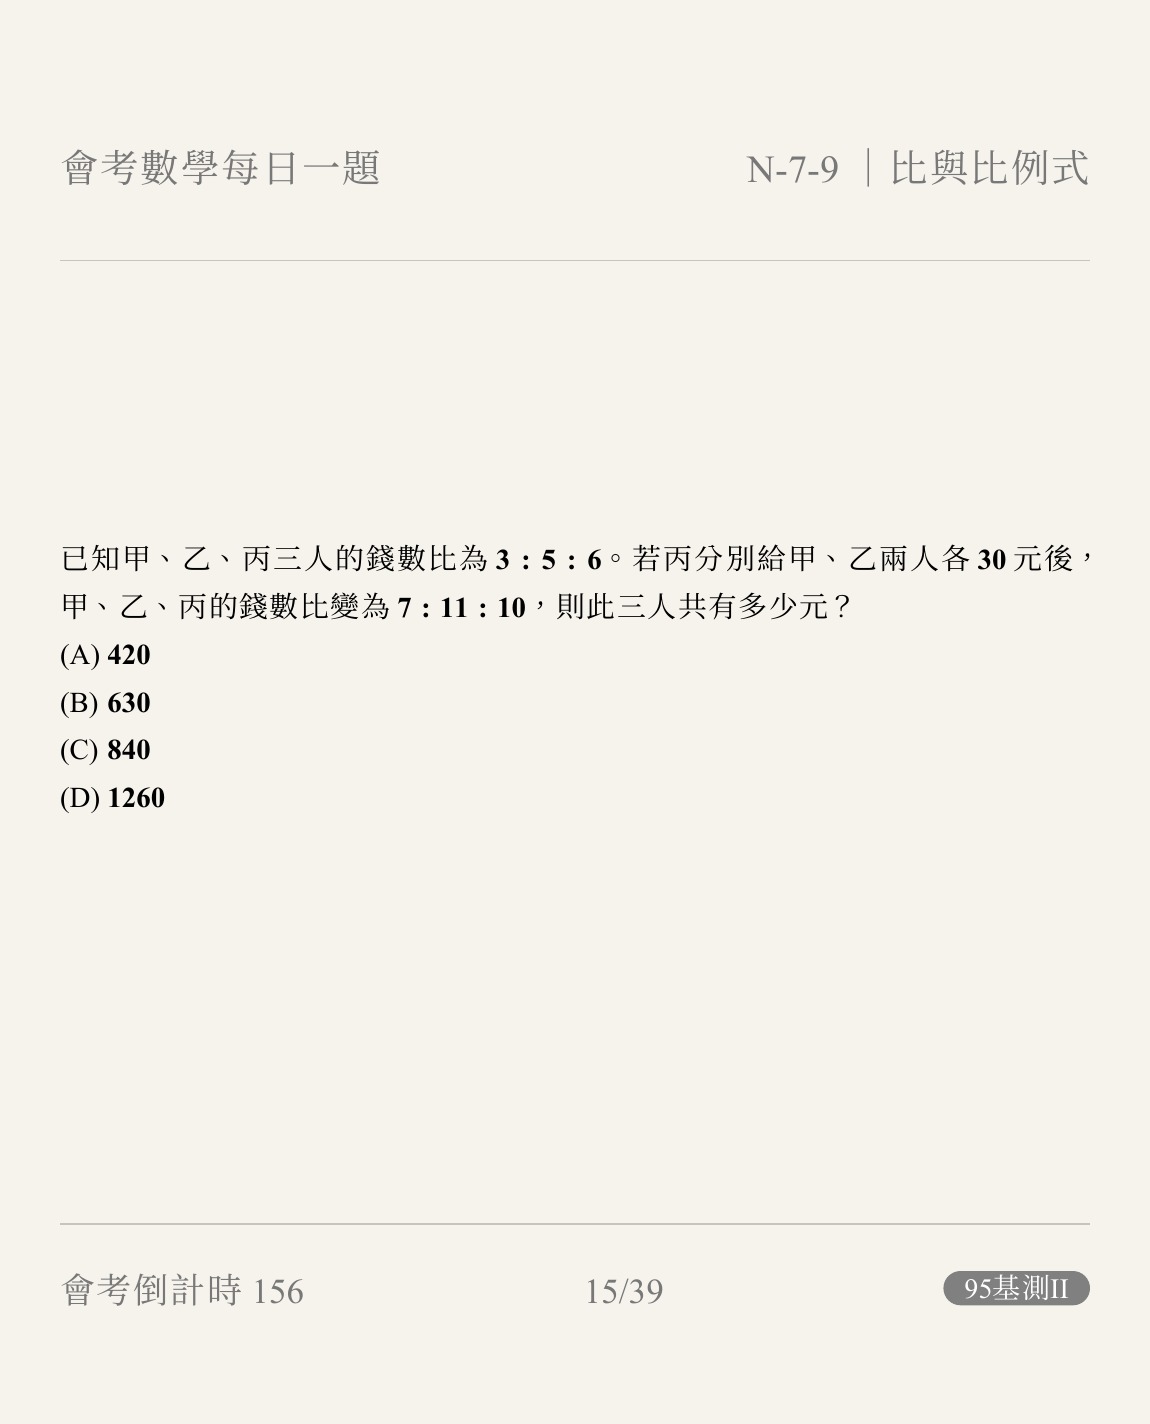 會考數學每日一題
N-7-9 ｜比與比例式
已知甲、乙、丙三人的錢數比為 3 : 5 : 6。若丙分別給甲、乙兩人各 30 元後，
甲、乙、丙的錢數比變為 7 : 11 : 10，則此三人共有多少元？
(A) 420
(B) 630
(C) 840
(D) 1260
會考倒計時 156
15/39
95基測II